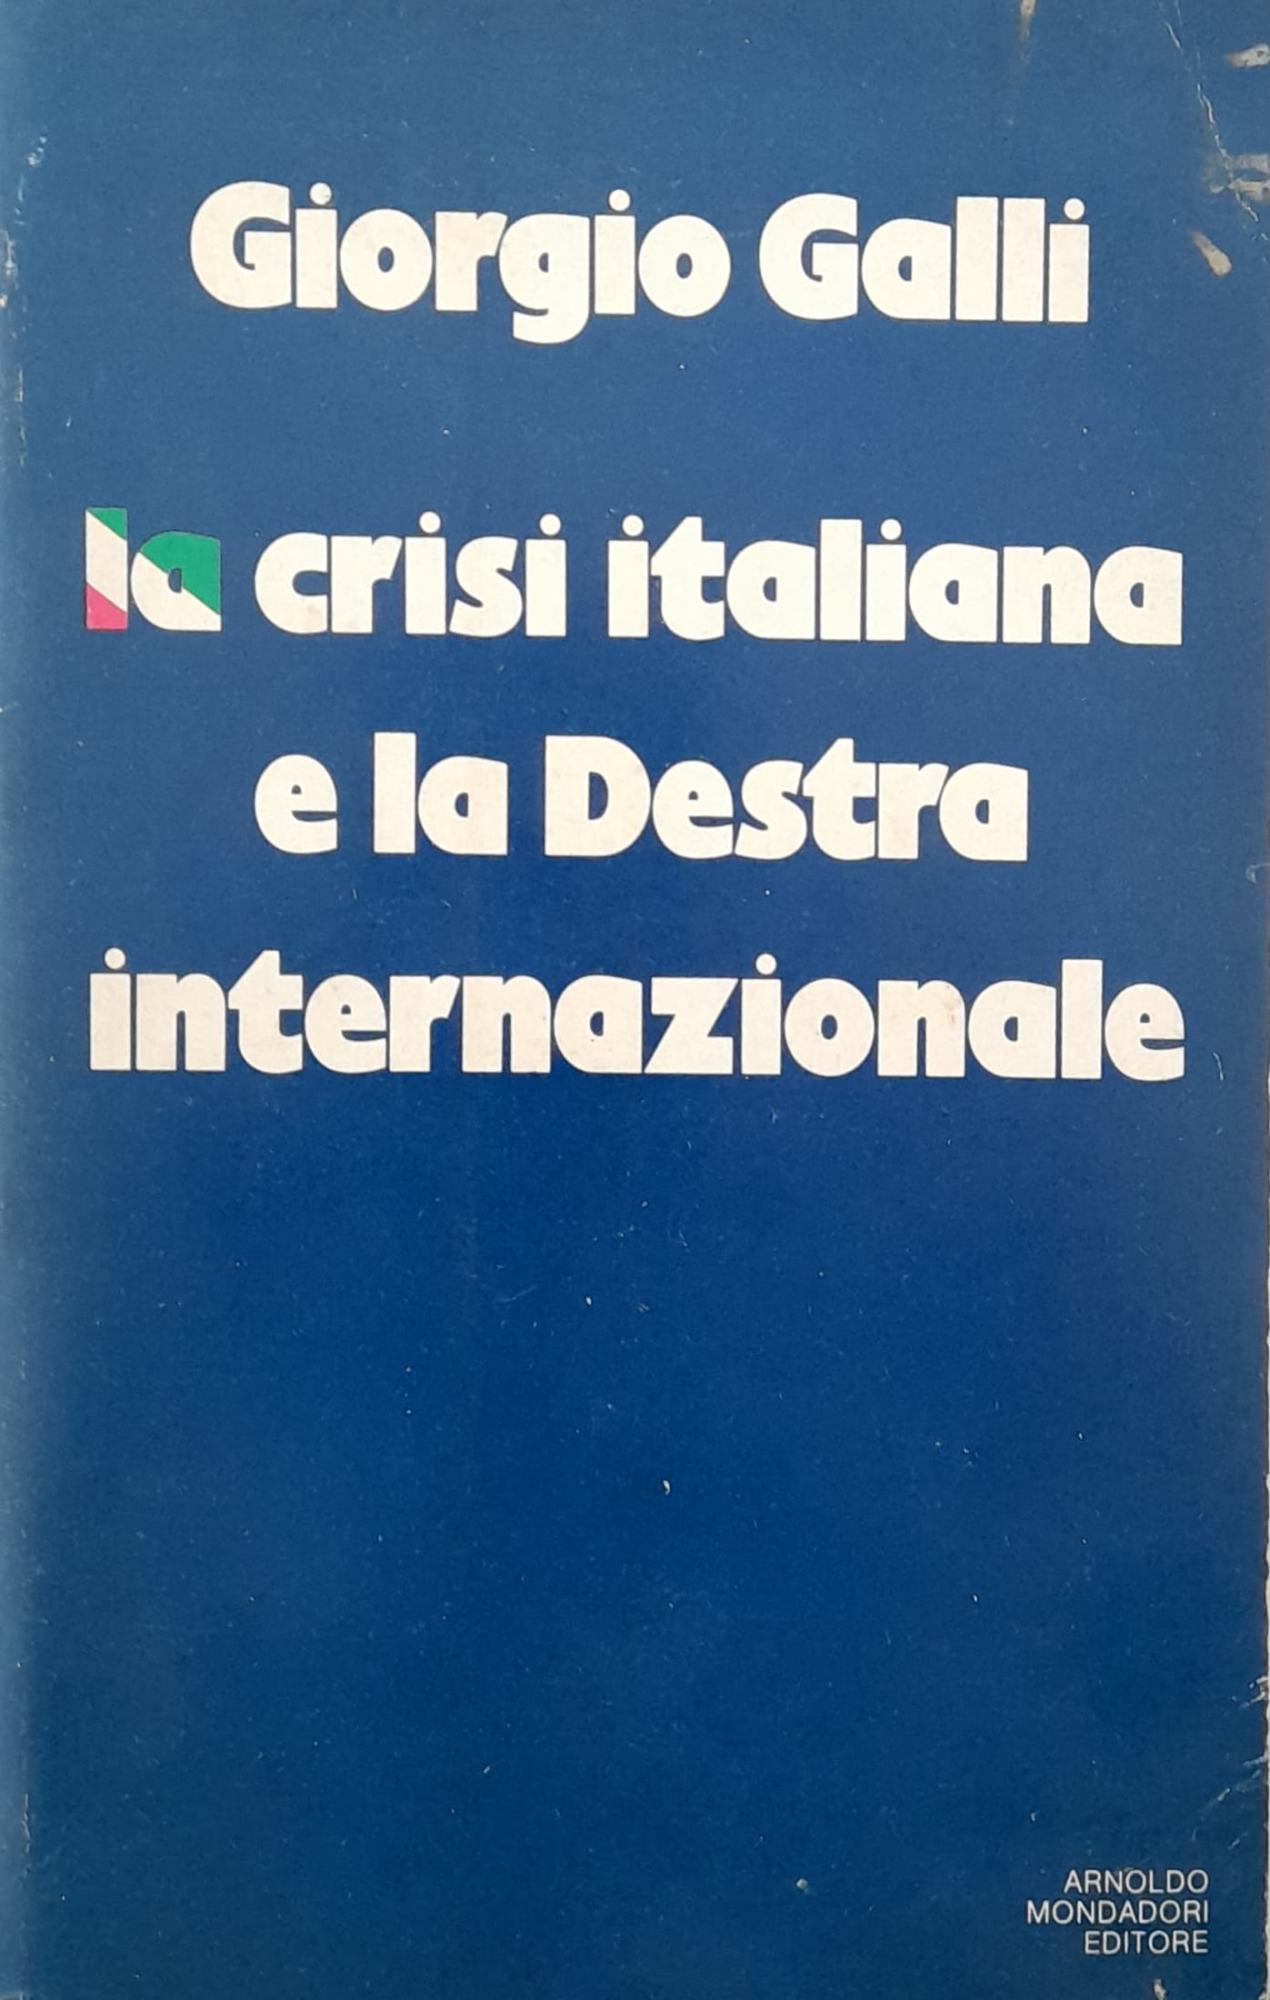 Giorgio Galli
la crisi italiana
e la Destra
internazionale
ARNOLDO
MONDADORI
EDITORE